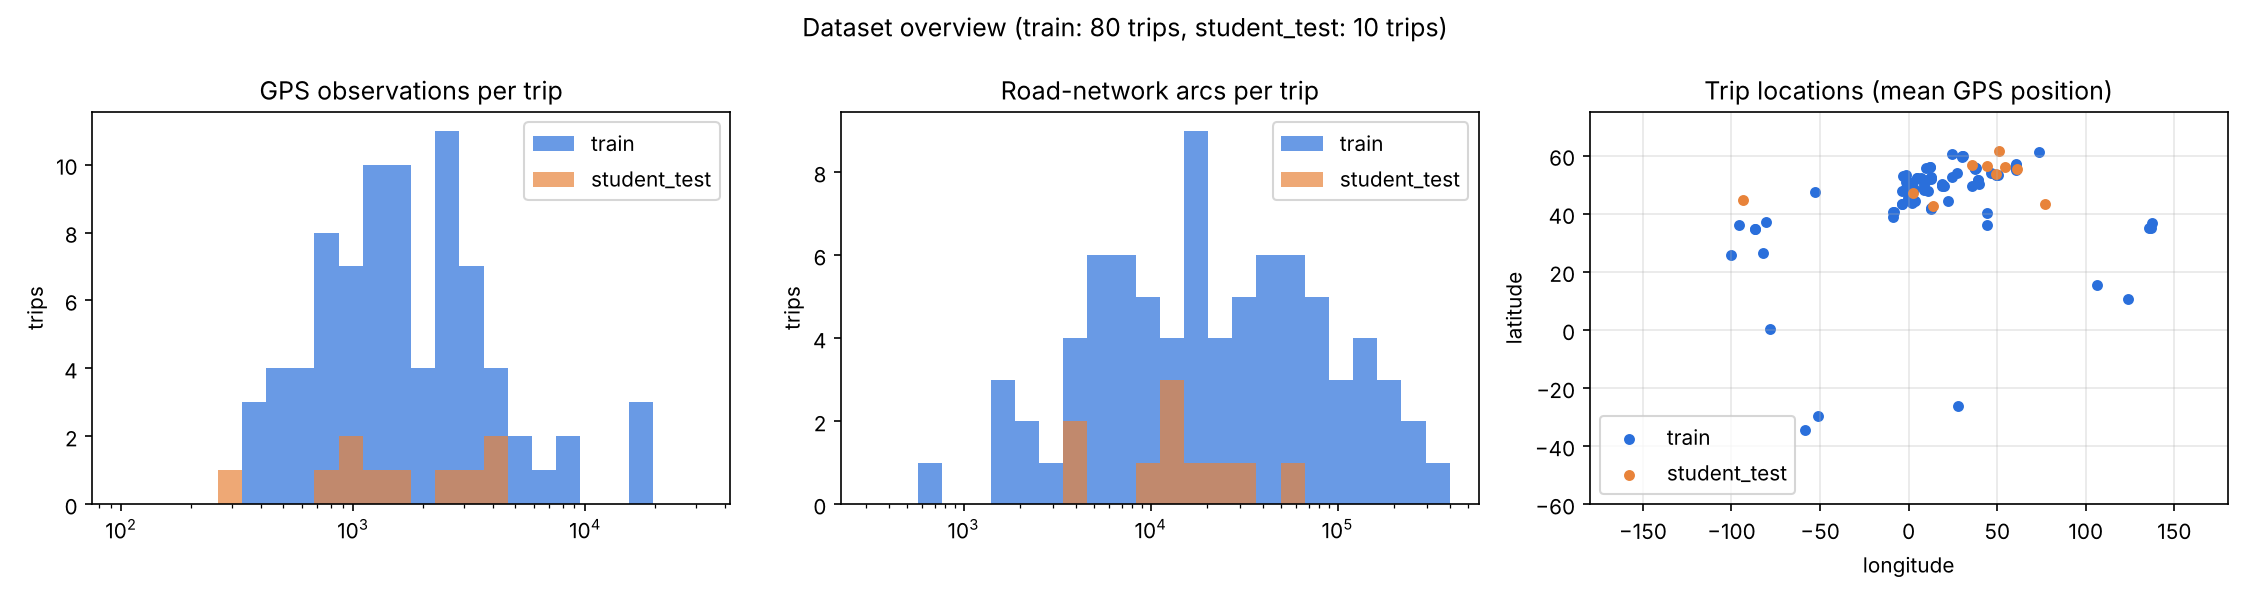 Dataset overview (train: 80 trips, student_test: 10 trips)
GPS observations per trip
trips
0
2
4
6
8
10
10²
10³
10⁴
train
student_test
Road-network arcs per trip
trips
0
2
4
6
8
10³
10⁴
10⁵
train
student_test
Trip locations (mean GPS position)
latitude
60
40
20
0
−20
−40
−60
−150
−100
−50
0
50
100
150
longitude
train
student_test